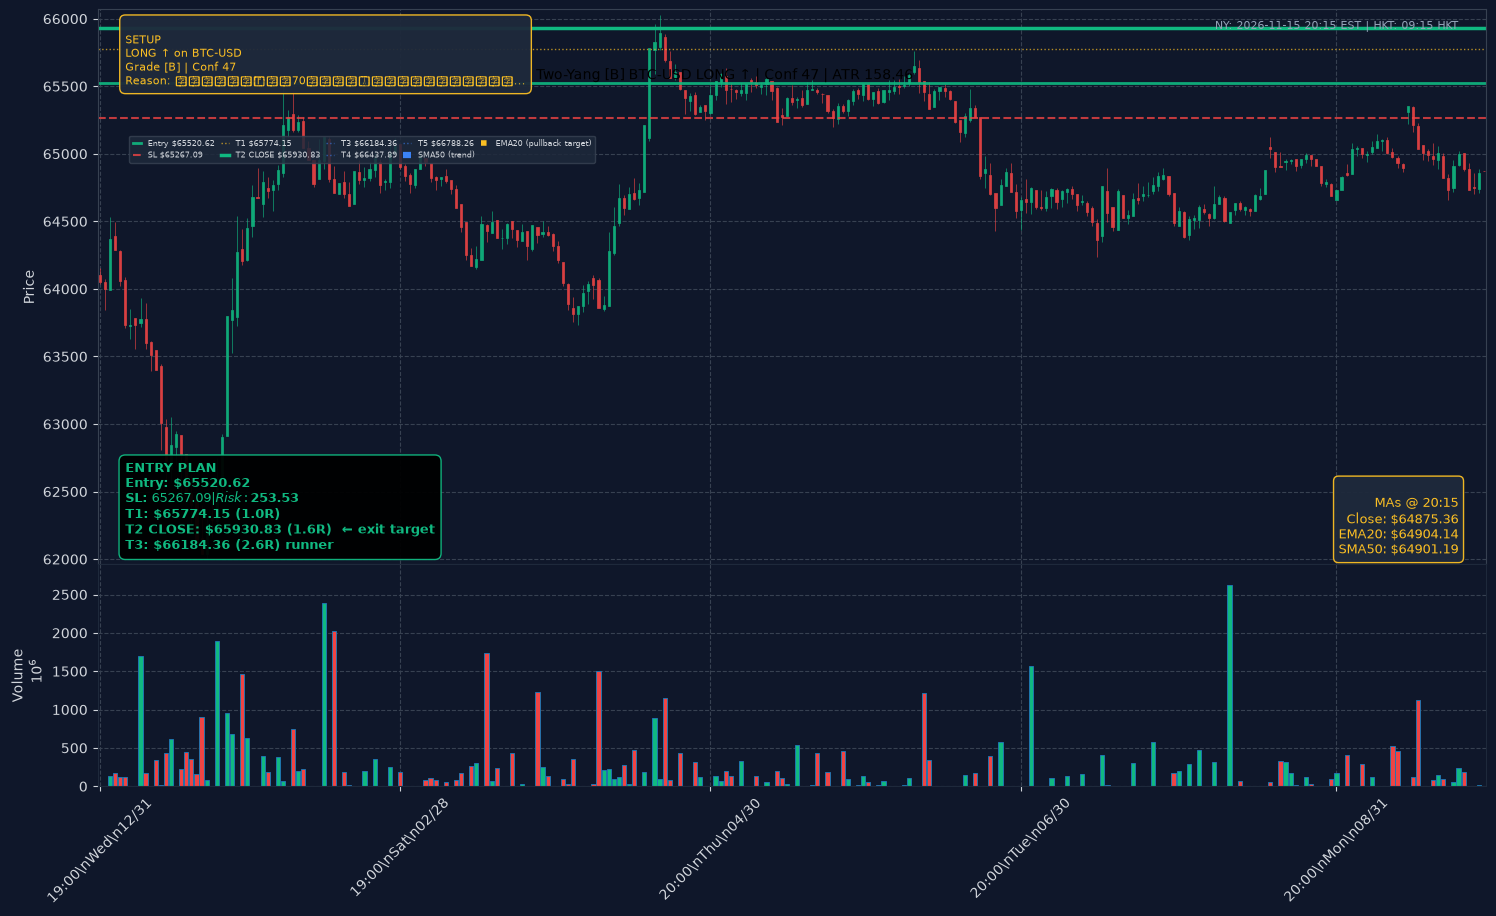 66000
NY: 2026-11-15 20:15 EST | HKT: 09:15 HKT
SETUP
LONG ↑ on BTC-USD
Grade [B] | Conf 47
Reason:
Two-Yang [B] BTC-USD LONG ↑ | Conf 47 | ATR 158.46
65500
Entry $65520.62
T1 $65774.15
T3 $66184.36
T5 $66788.26
EMA20 (pullback target)
SL $65267.09
T2 CLOSE $65930.83
T4 $66437.89
SMA50 (trend)
65000
64500
64000
Price
63500
63000
ENTRY PLAN
Entry: $65520.62
SL: 65267.09|Risk:253.53
T1: $65774.15 (1.0R)
T2 CLOSE: $65930.83 (1.6R) ← exit target
T3: $66184.36 (2.6R) runner
62500
62000
MAs @ 20:15
Close: $64875.36
EMA20: $64904.14
SMA50: $64901.19
2500
2000
1500
1000
500
0
Volume
10⁶
19:00\nWed\n12/31
19:00\nSat\n02/28
20:00\nThu\n04/30
20:00\nTue\n06/30
20:00\nMon\n08/31